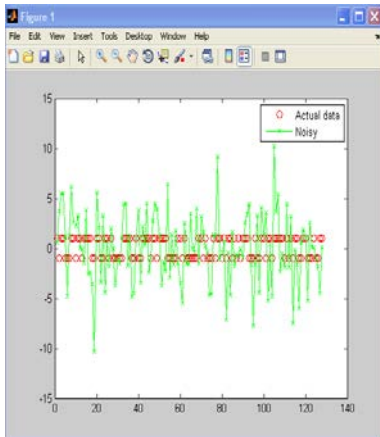 Figure 1
File Edit View Insert Tools Desktop Window Help
Actual data
Noisy
15
10
5
0
-5
-10
-15
0 20 40 60 80 100 120 140